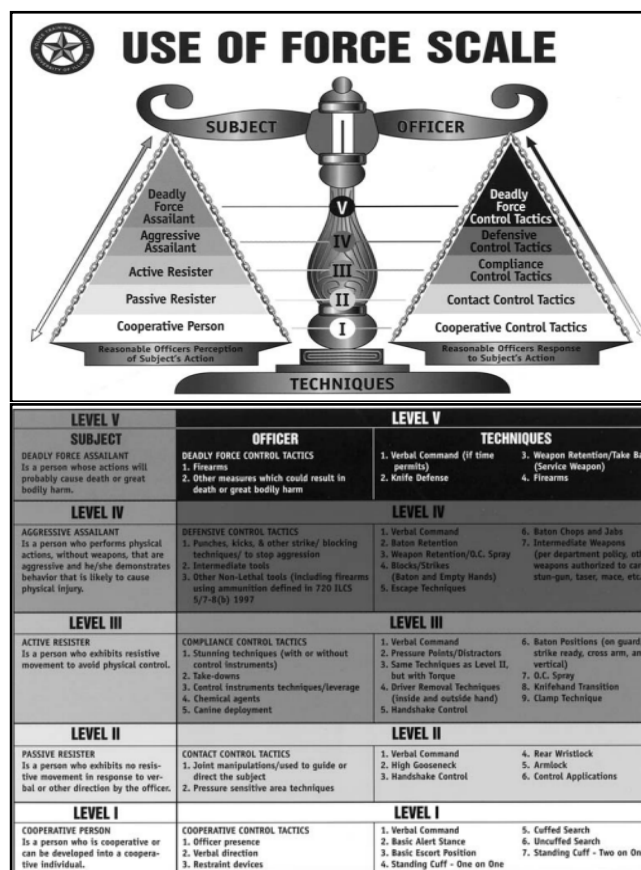 USE OF FORCE SCALE
SUBJECT
OFFICER
Deadly
Force
Assailant
Aggressive
Assailant
Active Resister
Passive Resister
Cooperative Person
Reasonable Officers Perception
of Subject's Action
V
IV
III
II
I
Deadly
Force
Control Tactics
Defensive
Control Tactics
Compliance
Control Tactics
Contact Control Tactics
Cooperative Control Tactics
Reasonable Officers Response
to Subject's Action
TECHNIQUES
LEVEL V
LEVEL V
SUBJECT
OFFICER
TECHNIQUES
DEADLY FORCE ASSAILANT
Is a person whose actions will
probably cause death or great
bodily harm.
DEADLY FORCE CONTROL TACTICS
1. Firearms
2. Other measures which could result in
death or great bodily harm
1. Verbal Command (if time
permits)
2. Knife Defense
3. Weapon Retention/Take Ba
(Service Weapon)
4. Firearms
LEVEL IV
LEVEL IV
AGGRESSIVE ASSAILANT
Is a person who performs physical
actions, without weapons, that are
aggressive and he/she demonstrates
behavior that is likely to cause
physical injury.
DEFENSIVE CONTROL TACTICS
1. Punches, kicks, & other strike/ blocking
techniques/ to stop aggression
2. Intermediate tools
3. Other Non-Lethal tools (including firearms
using ammunition defined in 720 ILCS
5/7-8(b) 1997
1. Verbal Command
2. Baton Retention
3. Weapon Retention/O.C. Spray
4. Blocks/Strikes
(Baton and Empty Hands)
5. Escape Techniques
6. Baton Chops and Jabs
7. Intermediate Weapons
(per department policy, oth
weapons authorized to car
stun-gun, taser, mace, etc.
LEVEL III
LEVEL III
ACTIVE RESISTER
Is a person who exhibits resistive
movement to avoid physical control.
COMPLIANCE CONTROL TACTICS
1. Stunning techniques (with or without
control instruments)
2. Take-downs
3. Control instruments techniques/leverage
4. Chemical agents
5. Canine deployment
1. Verbal Command
2. Pressure Points/Distractors
3. Same Techniques as Level II,
but with Torque
4. Driver Removal Techniques
(inside and outside hand)
5. Handshake Control
6. Baton Positions (on guard,
strike ready, cross arm, an
vertical)
7. O.C. Spray
8. Knifehand Transition
9. Clamp Technique
LEVEL II
LEVEL II
PASSIVE RESISTER
Is a person who exhibits no resis-
tive movement in response to ver-
bal or other direction by the officer.
CONTACT CONTROL TACTICS
1. Joint manipulations/used to guide or
direct the subject
2. Pressure sensitive area techniques
1. Verbal Command
2. High Gooseneck
3. Handshake Control
4. Rear Wristlock
5. Armlock
6. Control Applications
LEVEL I
LEVEL I
COOPERATIVE PERSON
Is a person who is cooperative or
can be developed into a coopera-
tive individual.
COOPERATIVE CONTROL TACTICS
1. Officer presence
2. Verbal direction
3. Restraint devices
1. Verbal Command
2. Basic Alert Stance
3. Basic Escort Position
4. Standing Cuff - One on One
5. Cuffed Search
6. Uncuffed Search
7. Standing Cuff - Two on On